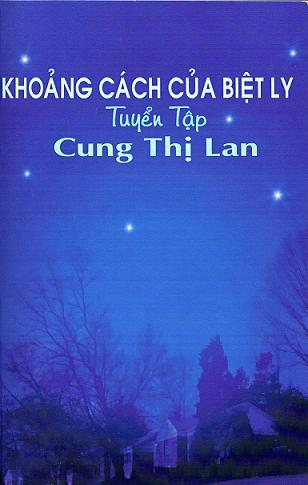 KHOẢNG CÁCH CỦA BIỆT LY
Tuyển Tập
Cung Thị Lan